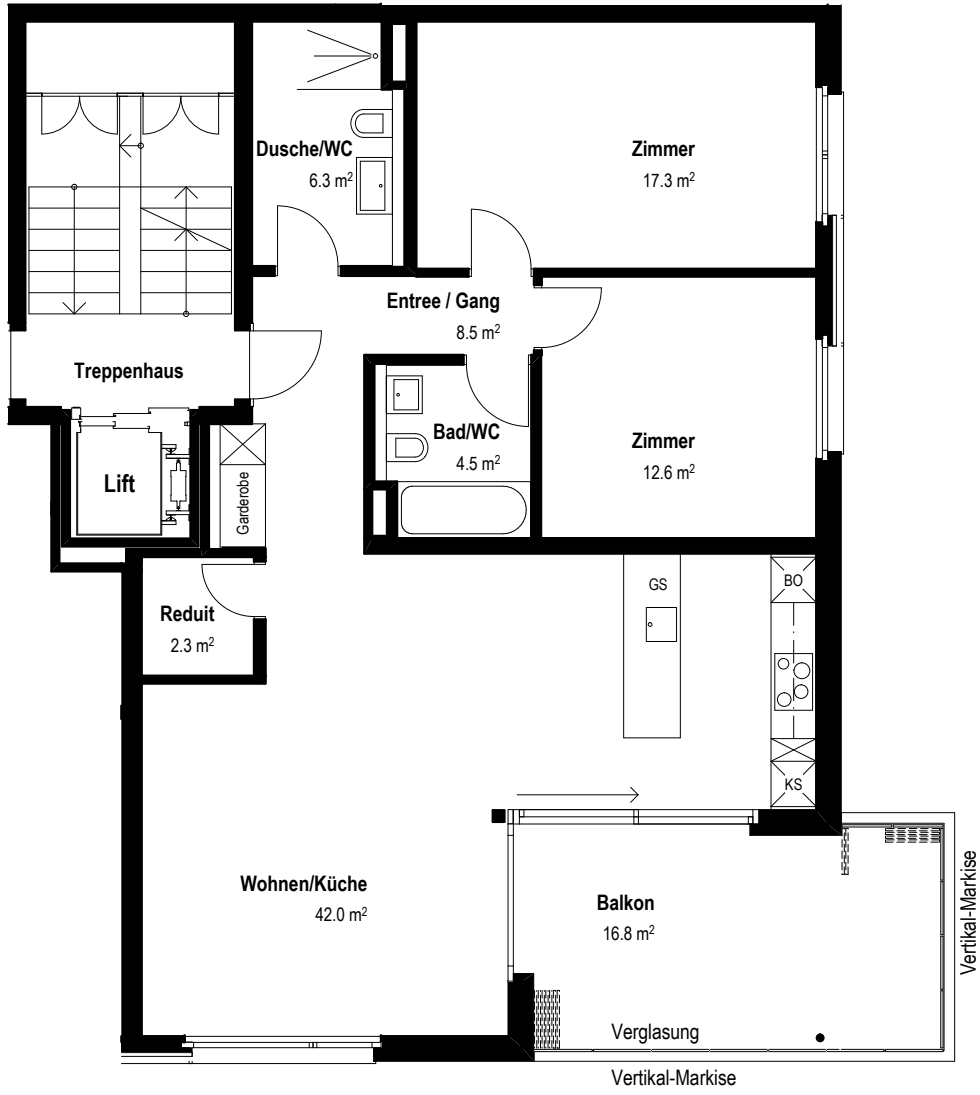 Dusche/WC
6.3 m²
Zimmer
17.3 m²
Entree / Gang
8.5 m²
Treppenhaus
Bad/WC
4.5 m²
Zimmer
12.6 m²
Lift
Garderobe
Reduit
2.3 m²
GS
BO
KS
Wohnen/Küche
42.0 m²
Balkon
16.8 m²
Vertikal-Markise
Verglasung
Vertikal-Markise